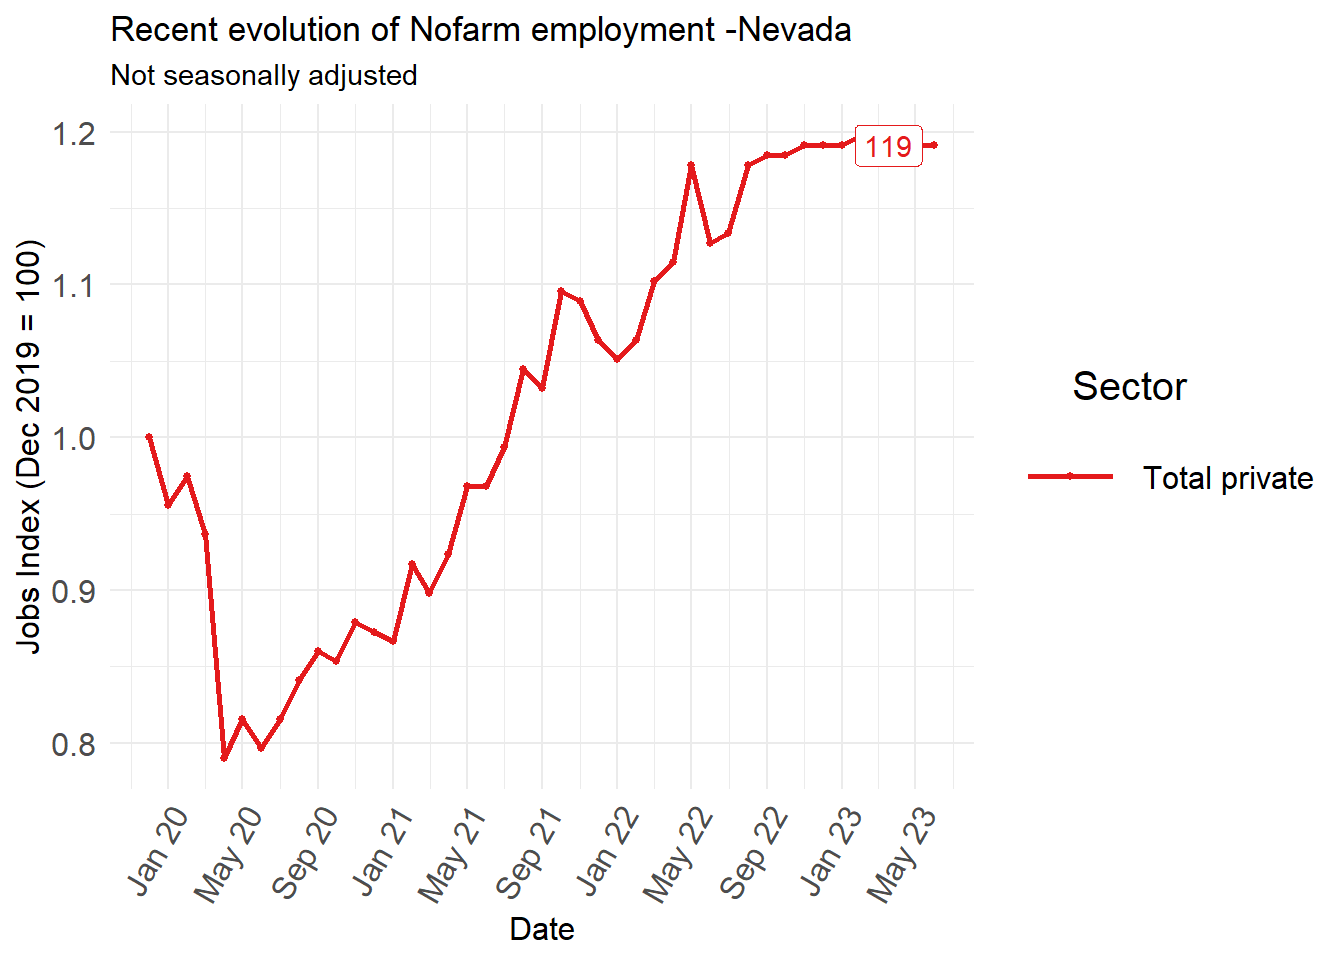 Recent evolution of Nofarm employment -Nevada
Not seasonally adjusted
Jobs Index (Dec 2019 = 100)
1.2
1.1
1.0
0.9
0.8
119
Sector
Total private
Jan 20
May 20
Sep 20
Jan 21
May 21
Sep 21
Jan 22
May 22
Sep 22
Jan 23
May 23
Date